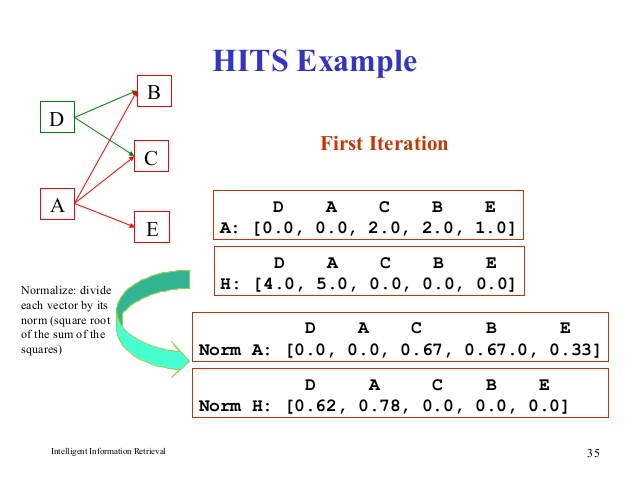 HITS Example
B
D
C
A
E
First Iteration
D A C B E
A: [0.0, 0.0, 2.0, 2.0, 1.0]
D A C B E
H: [4.0, 5.0, 0.0, 0.0, 0.0]
Normalize: divide
each vector by its
norm (square root
of the sum of the
squares)
D A C B E
Norm A: [0.0, 0.0, 0.67, 0.67.0, 0.33]
D A C B E
Norm H: [0.62, 0.78, 0.0, 0.0, 0.0]
Intelligent Information Retrieval
35